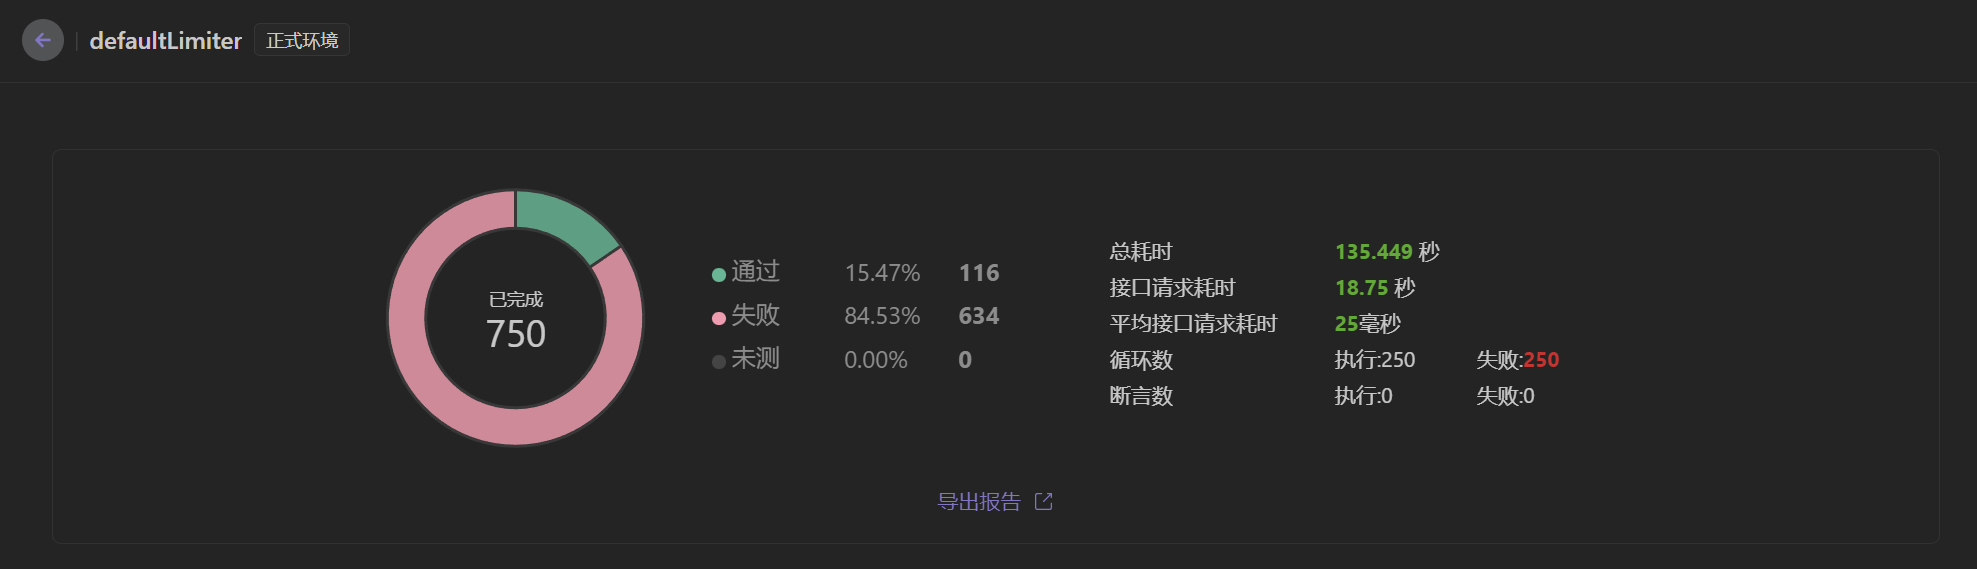 defaultLimiter 正式环境
已完成
750
通过 15.47% 116
失败 84.53% 634
未测 0.00% 0
总耗时 135.449 秒
接口请求耗时 18.75 秒
平均接口请求耗时 25毫秒
循环数 执行:250 失败:250
断言数 执行:0 失败:0
导出报告